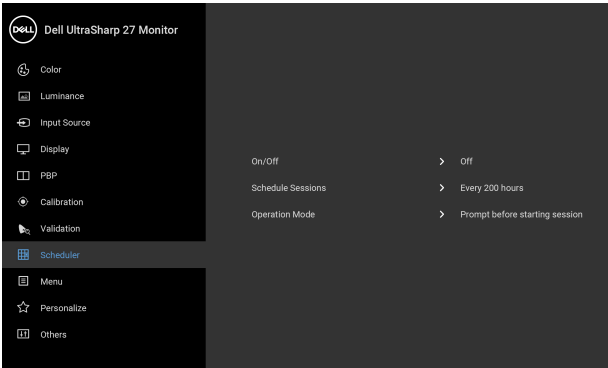 DELL Dell UltraSharp 27 Monitor
Color
Luminance
Input Source
Display
PBP
Calibration
Validation
Scheduler
Menu
Personalize
Others
On/Off Off
Schedule Sessions Every 200 hours
Operation Mode Prompt before starting session